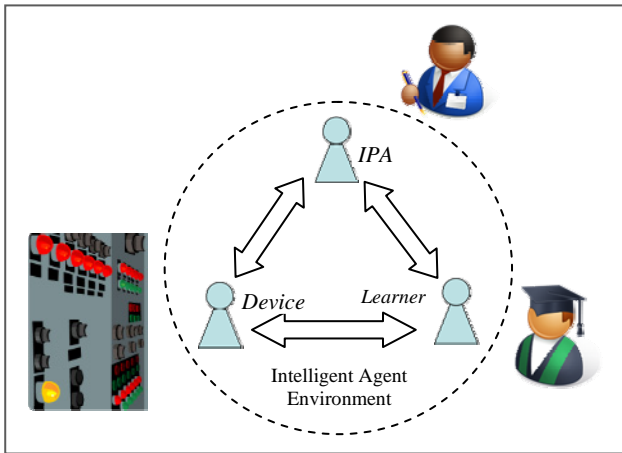 IPA
Device
Learner
Intelligent Agent
Environment